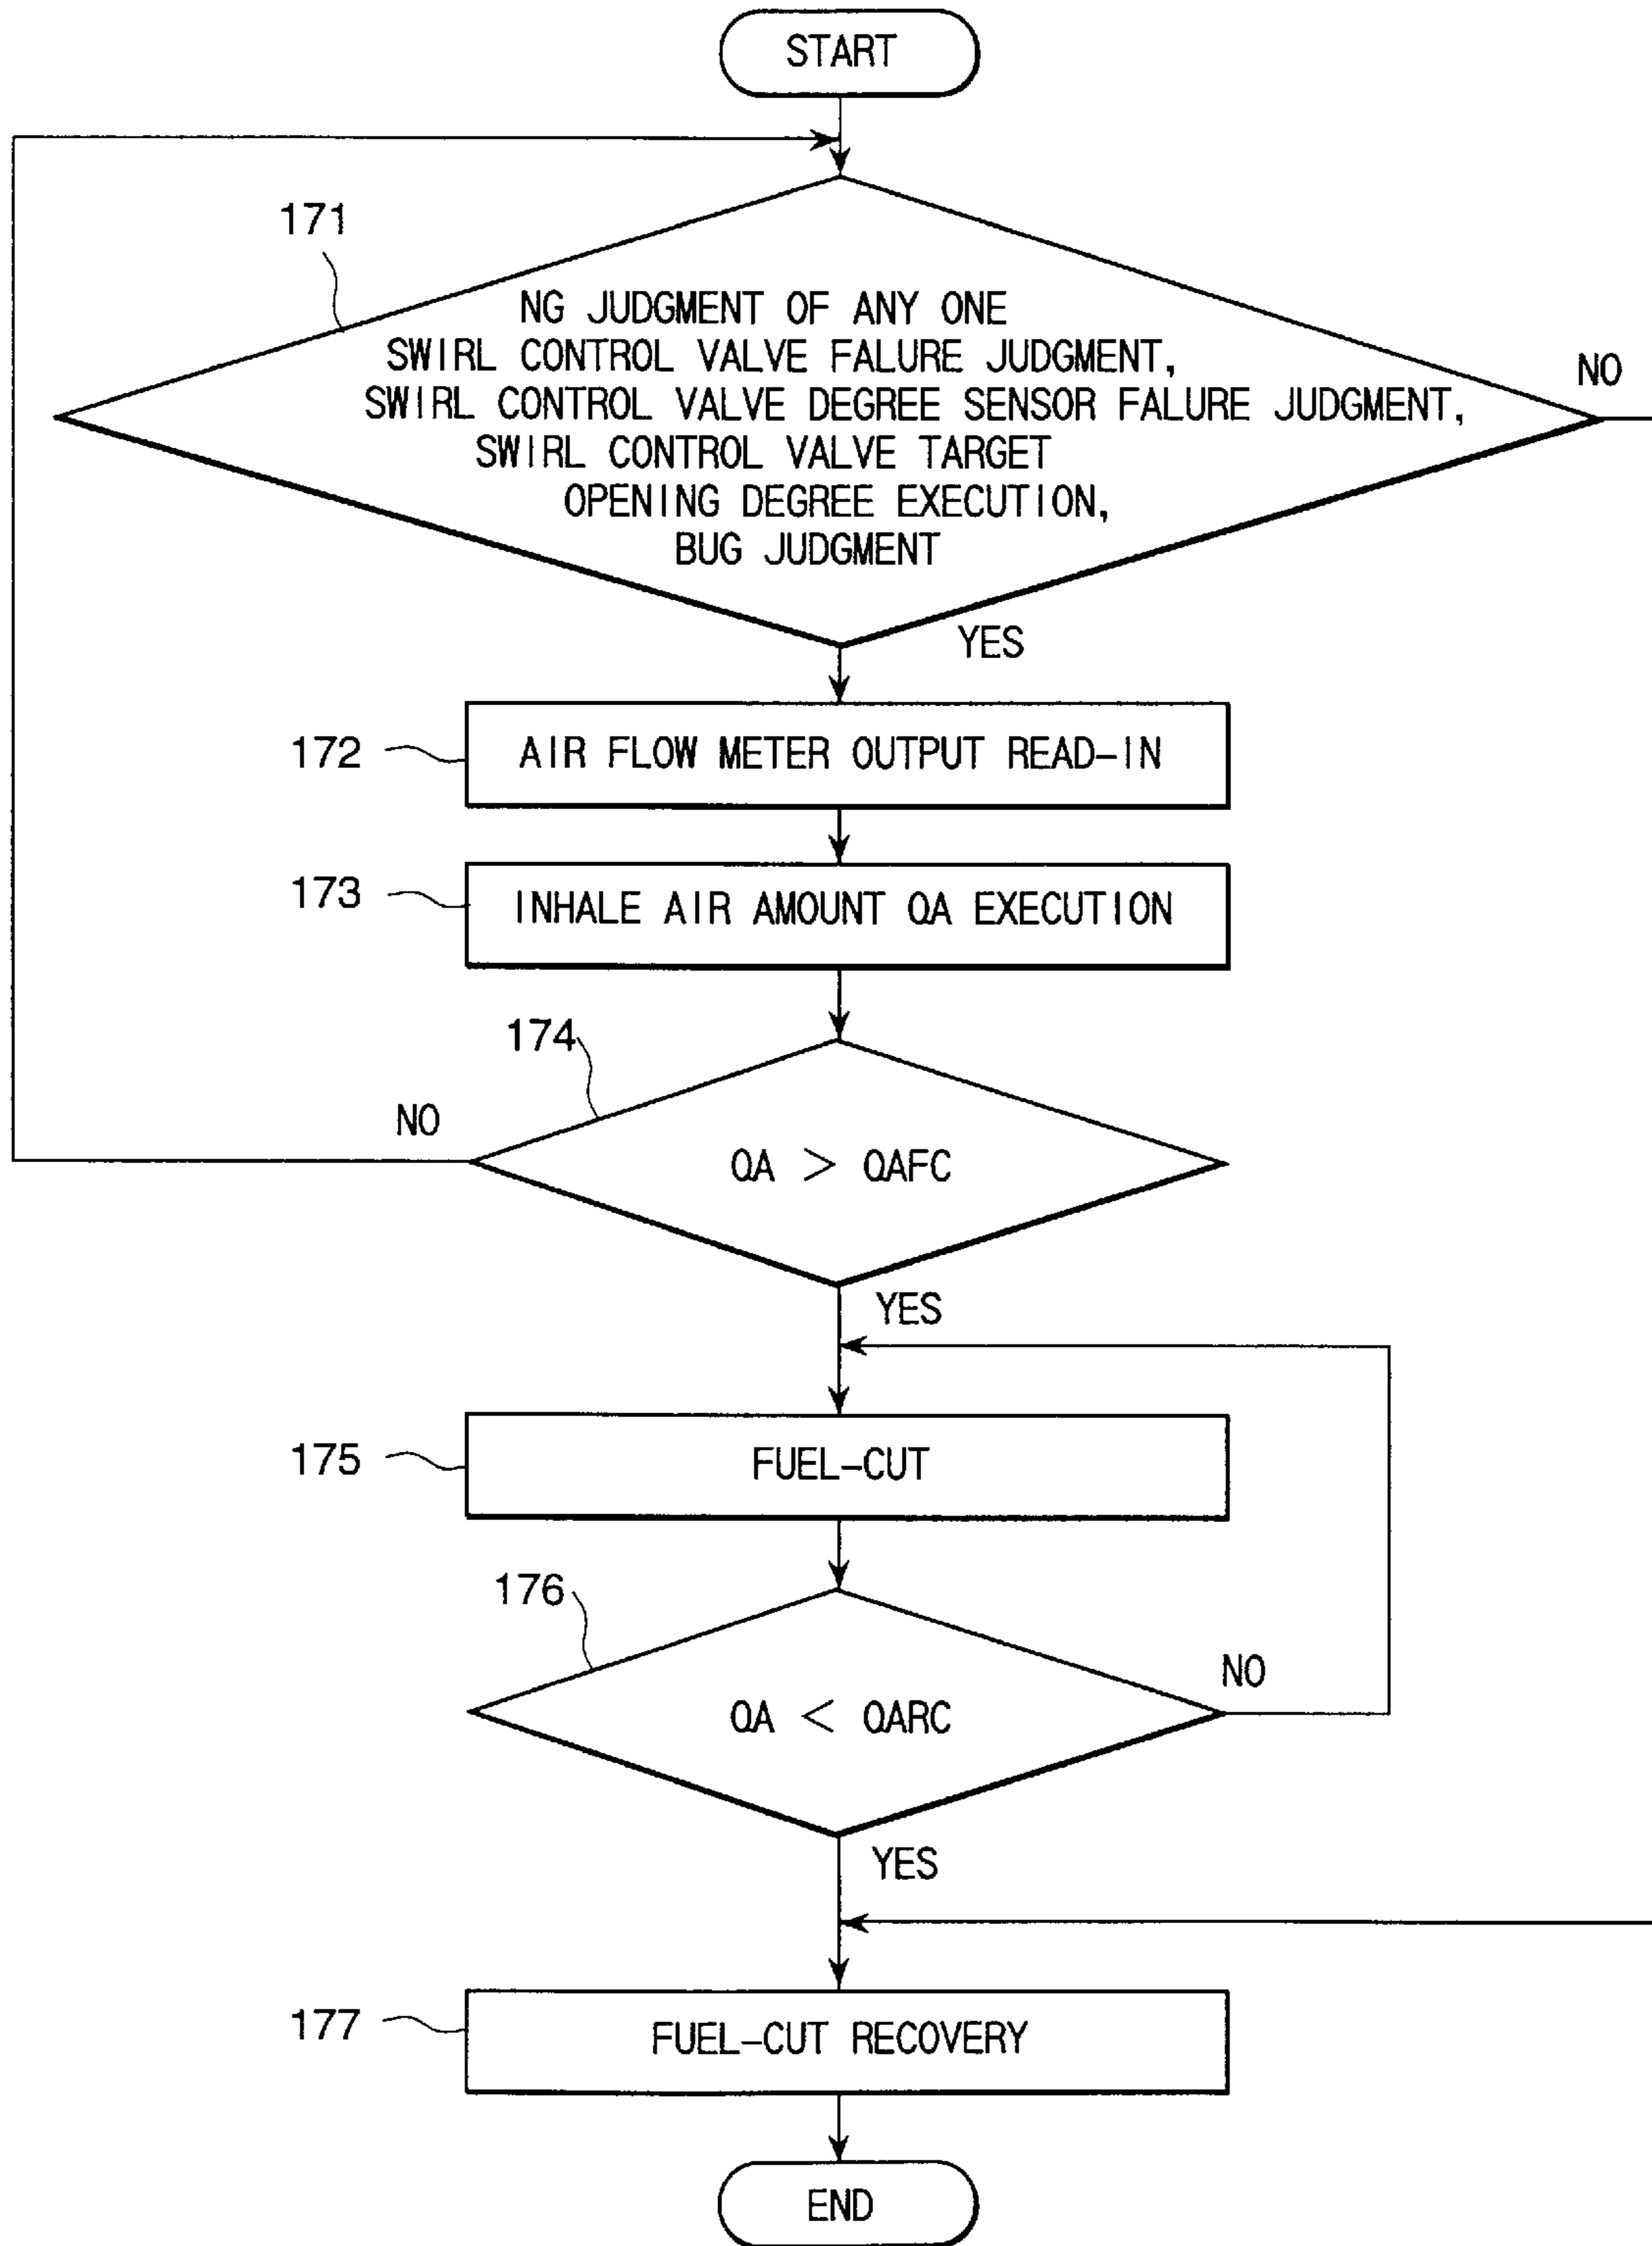 START
171
NG JUDGMENT OF ANY ONE
SWIRL CONTROL VALVE FALURE JUDGMENT,
SWIRL CONTROL VALVE DEGREE SENSOR FALURE JUDGMENT,
SWIRL CONTROL VALVE TARGET
OPENING DEGREE EXECUTION,
BUG JUDGMENT
NO
YES
172
AIR FLOW METER OUTPUT READ-IN
173
INHALE AIR AMOUNT QA EXECUTION
174
NO
QA > QAFC
YES
175
FUEL-CUT
176
NO
QA < QARC
YES
177
FUEL-CUT RECOVERY
END